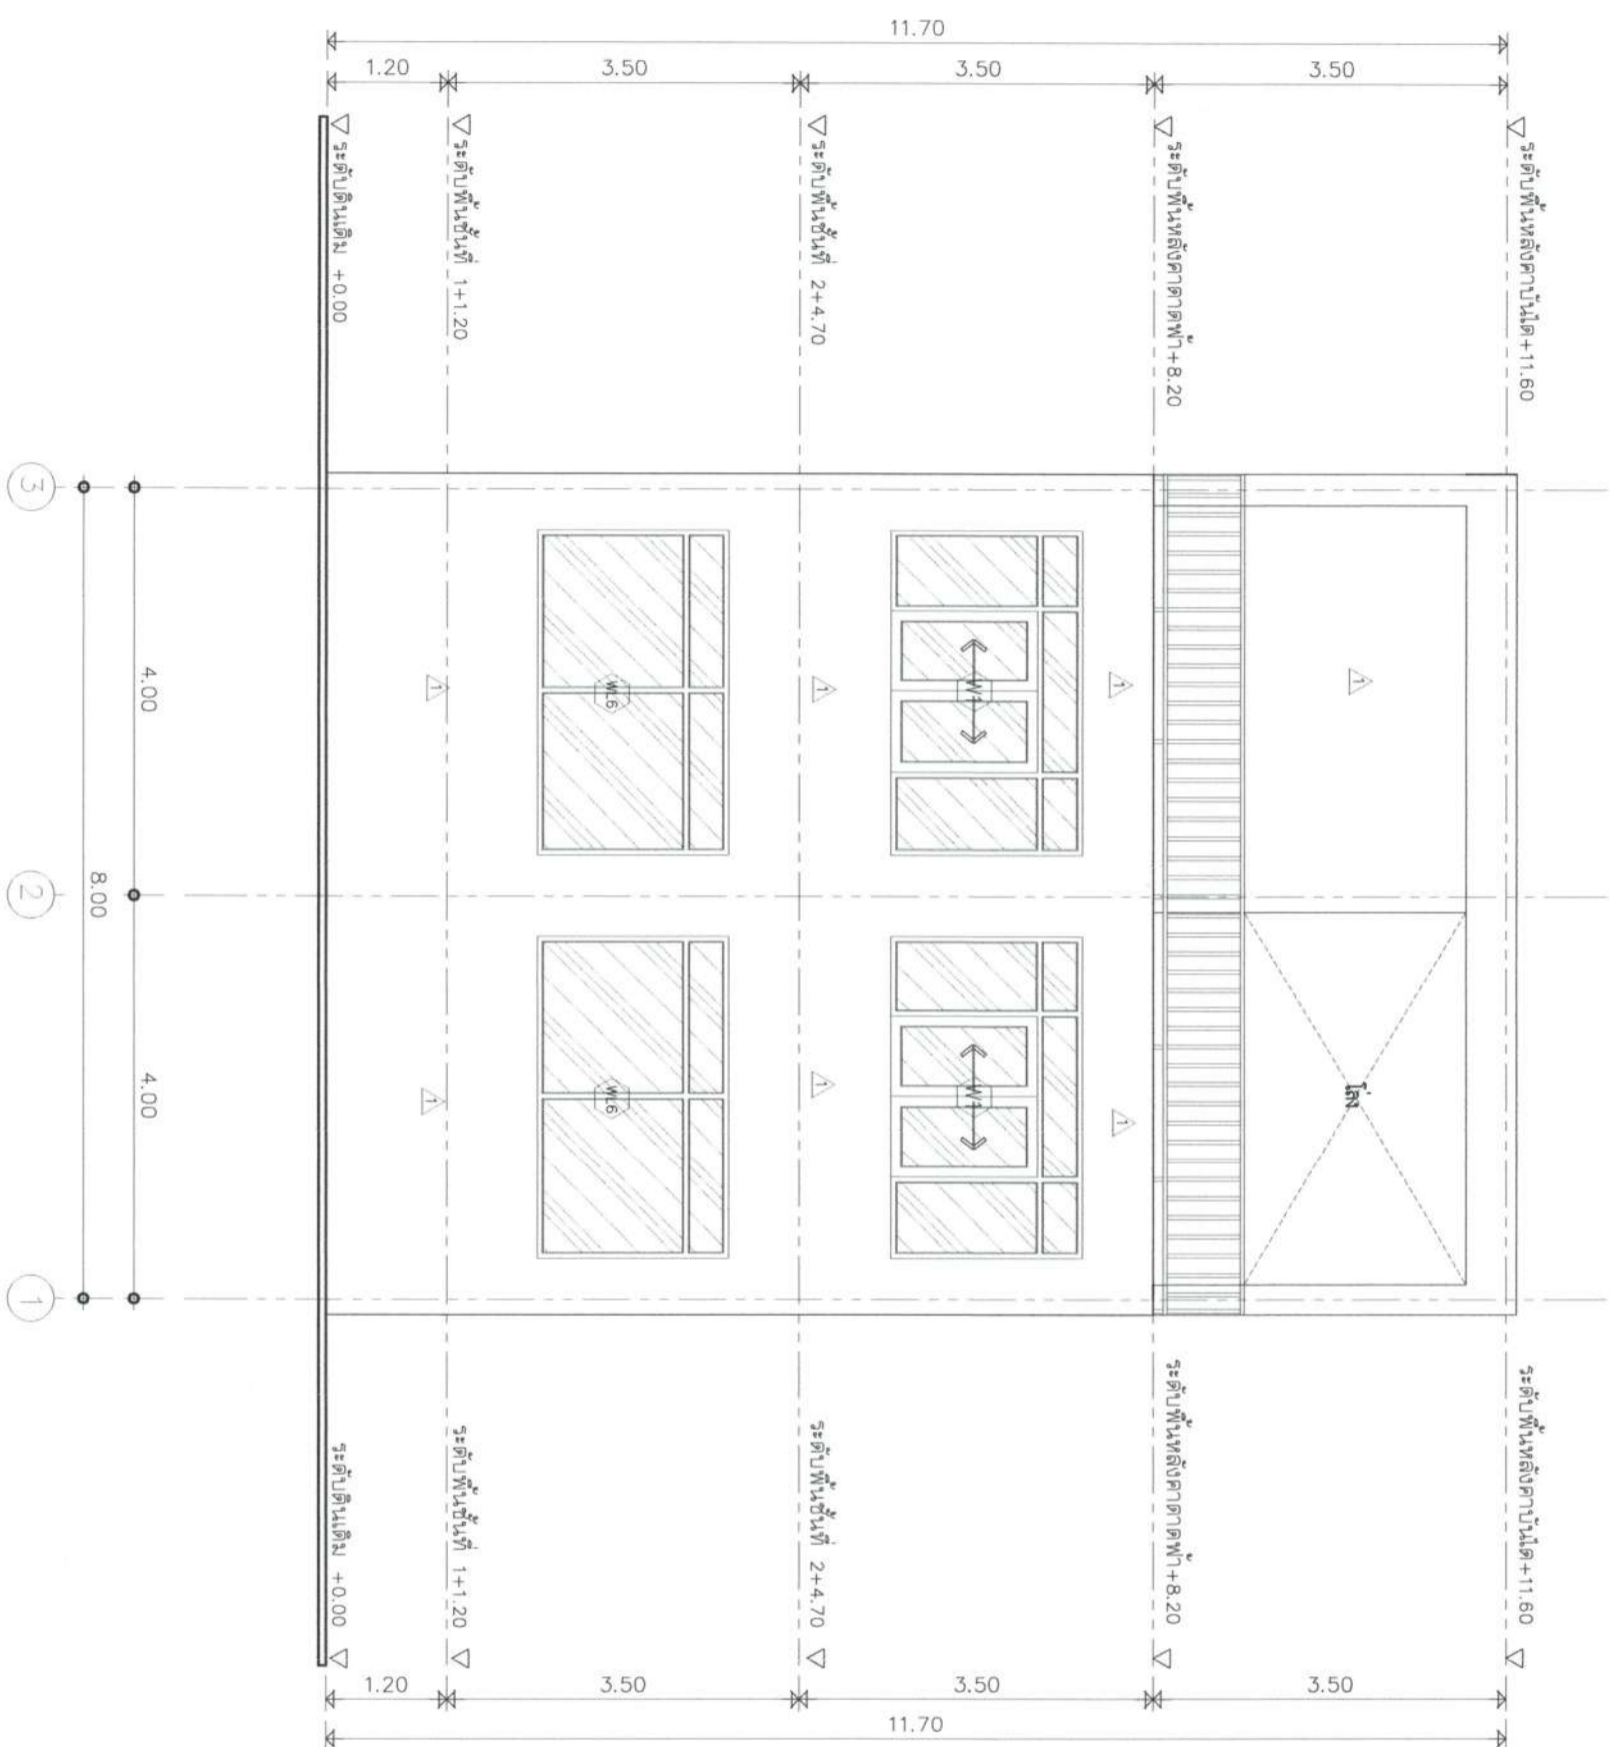 11.70
1.20
3.50
3.50
3.50
ระดับพื้นหลังคาบันได+11.60
ระดับพื้นหลังคาดาดฟ้า+8.20
ระดับพื้นชั้นที่ 2+4.70
ระดับพื้นชั้นที่ 1+1.20
ระดับดินเดิม +0.00
1
โล่ง
1
1
W1
W1
1
1
WL6
WL6
1
1
ระดับพื้นหลังคาบันได+11.60
ระดับพื้นหลังคาดาดฟ้า+8.20
ระดับพื้นชั้นที่ 2+4.70
ระดับพื้นชั้นที่ 1+1.20
ระดับดินเดิม +0.00
1.20
3.50
3.50
3.50
11.70
4.00
4.00
8.00
3
2
1